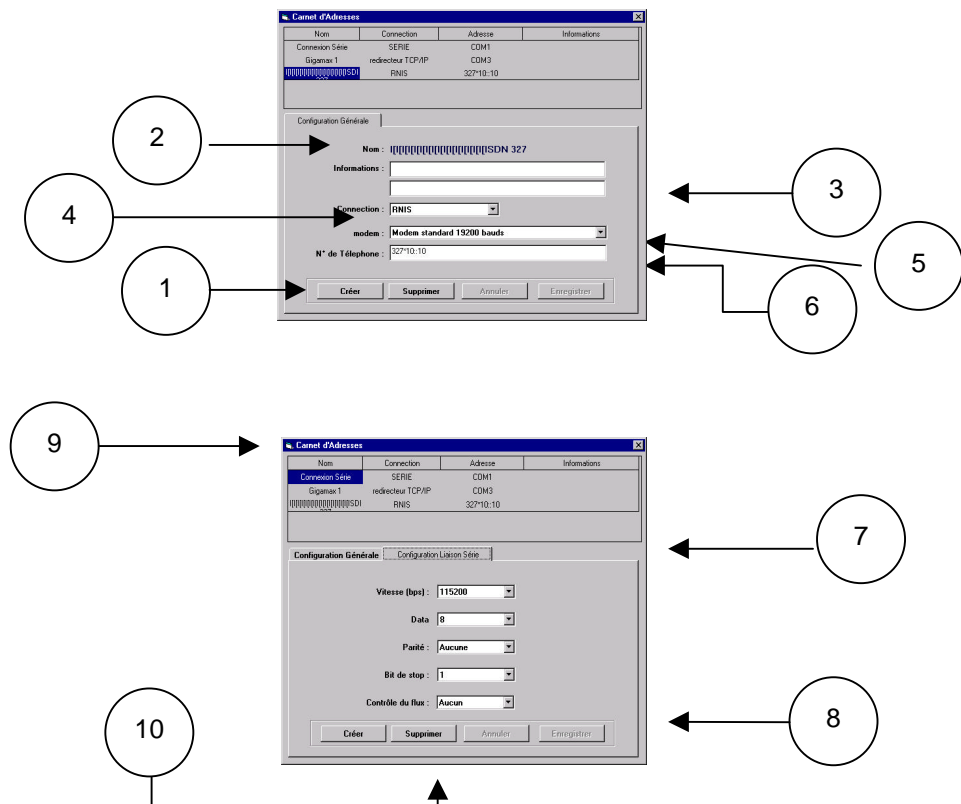 Carnet d'Adresses
Nom Connection Adresse Informations
Connexion Série SERIE COM1
Gigamax 1 redirecteur TCP/IP COM3
RNIS 327*10::10
Configuration Générale
2
Nom : ISDN 327
Informations :
3
4
Connection : RNIS
modem : Modem standard 19200 bauds
5
N° de Téléphone : 327*10::10
1
6
Créer Supprimer Annuler Enregistrer
9
Carnet d'Adresses
Nom Connection Adresse Informations
Connexion Série SERIE COM1
Gigamax 1 redirecteur TCP/IP COM3
RNIS 327*10::10
7
Configuration Générale Configuration Liaison Série
Vitesse (bps) : 115200
Data 8
Parité : Aucune
Bit de stop : 1
Contrôle du flux : Aucun
10
8
Créer Supprimer Annuler Enregistrer